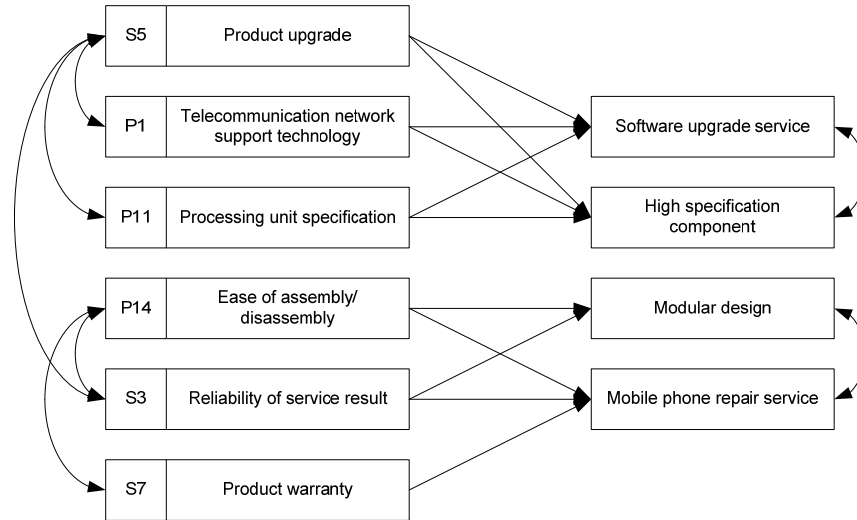 S5 Product upgrade
P1 Telecommunication network
support technology
Software upgrade service
P11 Processing unit specification
High specification
component
P14 Ease of assembly/
disassembly
Modular design
S3 Reliability of service result
Mobile phone repair service
S7 Product warranty